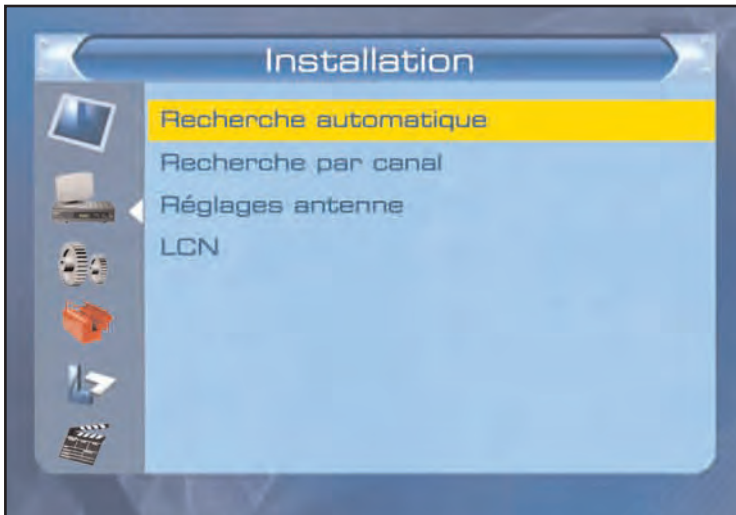 Installation
Recherche automatique
Recherche par canal
Réglages antenne
LCN